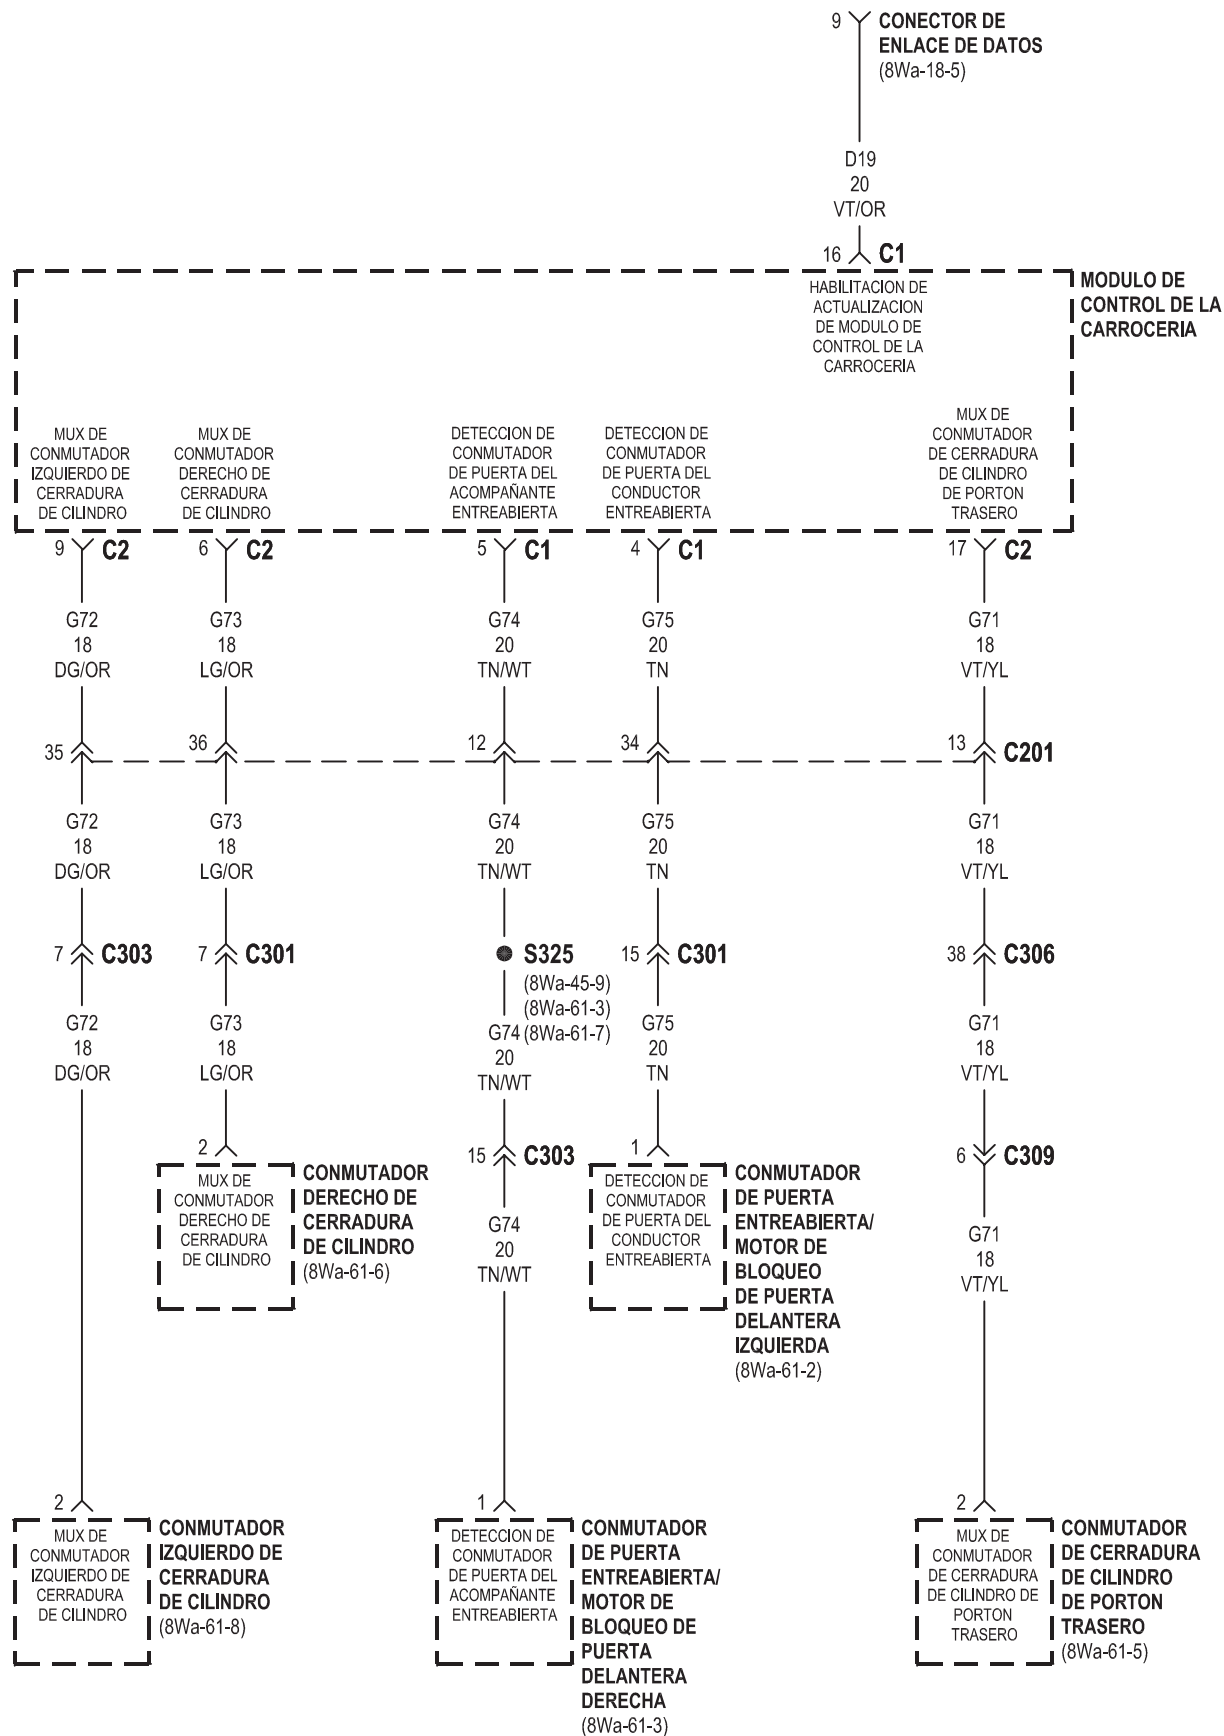 9 CONECTOR DE
ENLACE DE DATOS
(8Wa-18-5)
D19
20
VT/OR
16 C1
HABILITACION DE
ACTUALIZACION
DE MODULO DE
CONTROL DE LA
CARROCERIA
MODULO DE
CONTROL DE LA
CARROCERIA
MUX DE
CONMUTADOR
IZQUIERDO DE
CERRADURA
DE CILINDRO
MUX DE
CONMUTADOR
DERECHO DE
CERRADURA
DE CILINDRO
DETECCION DE
CONMUTADOR
DE PUERTA DEL
ACOMPAÑANTE
ENTREABIERTA
DETECCION DE
CONMUTADOR
DE PUERTA DEL
CONDUCTOR
ENTREABIERTA
MUX DE
CONMUTADOR
DE CERRADURA
DE CILINDRO
DE PORTON
TRASERO
9 C2
6 C2
5 C1
4 C1
17 C2
G72
18
DG/OR
G73
18
LG/OR
G74
20
TN/WT
G75
20
TN
G71
18
VT/YL
35
36
12
34
13 C201
G72
18
DG/OR
G73
18
LG/OR
G74
20
TN/WT
G75
20
TN
G71
18
VT/YL
7 C303
7 C301
S325
(8Wa-45-9)
(8Wa-61-3)
(8Wa-61-7)
15 C301
38 C306
G72
18
DG/OR
G73
18
LG/OR
G74
20
TN/WT
G75
20
TN
G71
18
VT/YL
2
MUX DE
CONMUTADOR
DERECHO DE
CERRADURA
DE CILINDRO
CONMUTADOR
DERECHO DE
CERRADURA
DE CILINDRO
(8Wa-61-6)
15 C303
G74
20
TN/WT
1
DETECCION DE
CONMUTADOR
DE PUERTA DEL
CONDUCTOR
ENTREABIERTA
CONMUTADOR
DE PUERTA
ENTREABIERTA/
MOTOR DE
BLOQUEO
DE PUERTA
DELANTERA
IZQUIERDA
(8Wa-61-2)
6 C309
G71
18
VT/YL
2
MUX DE
CONMUTADOR
IZQUIERDO DE
CERRADURA
DE CILINDRO
CONMUTADOR
IZQUIERDO DE
CERRADURA
DE CILINDRO
(8Wa-61-8)
1
DETECCION DE
CONMUTADOR
DE PUERTA DEL
ACOMPAÑANTE
ENTREABIERTA
CONMUTADOR
DE PUERTA
ENTREABIERTA/
MOTOR DE
BLOQUEO DE
PUERTA
DELANTERA
DERECHA
(8Wa-61-3)
2
MUX DE
CONMUTADOR
DE CERRADURA
DE CILINDRO DE
PORTON
TRASERO
CONMUTADOR
DE CERRADURA
DE CILINDRO
DE PORTON
TRASERO
(8Wa-61-5)